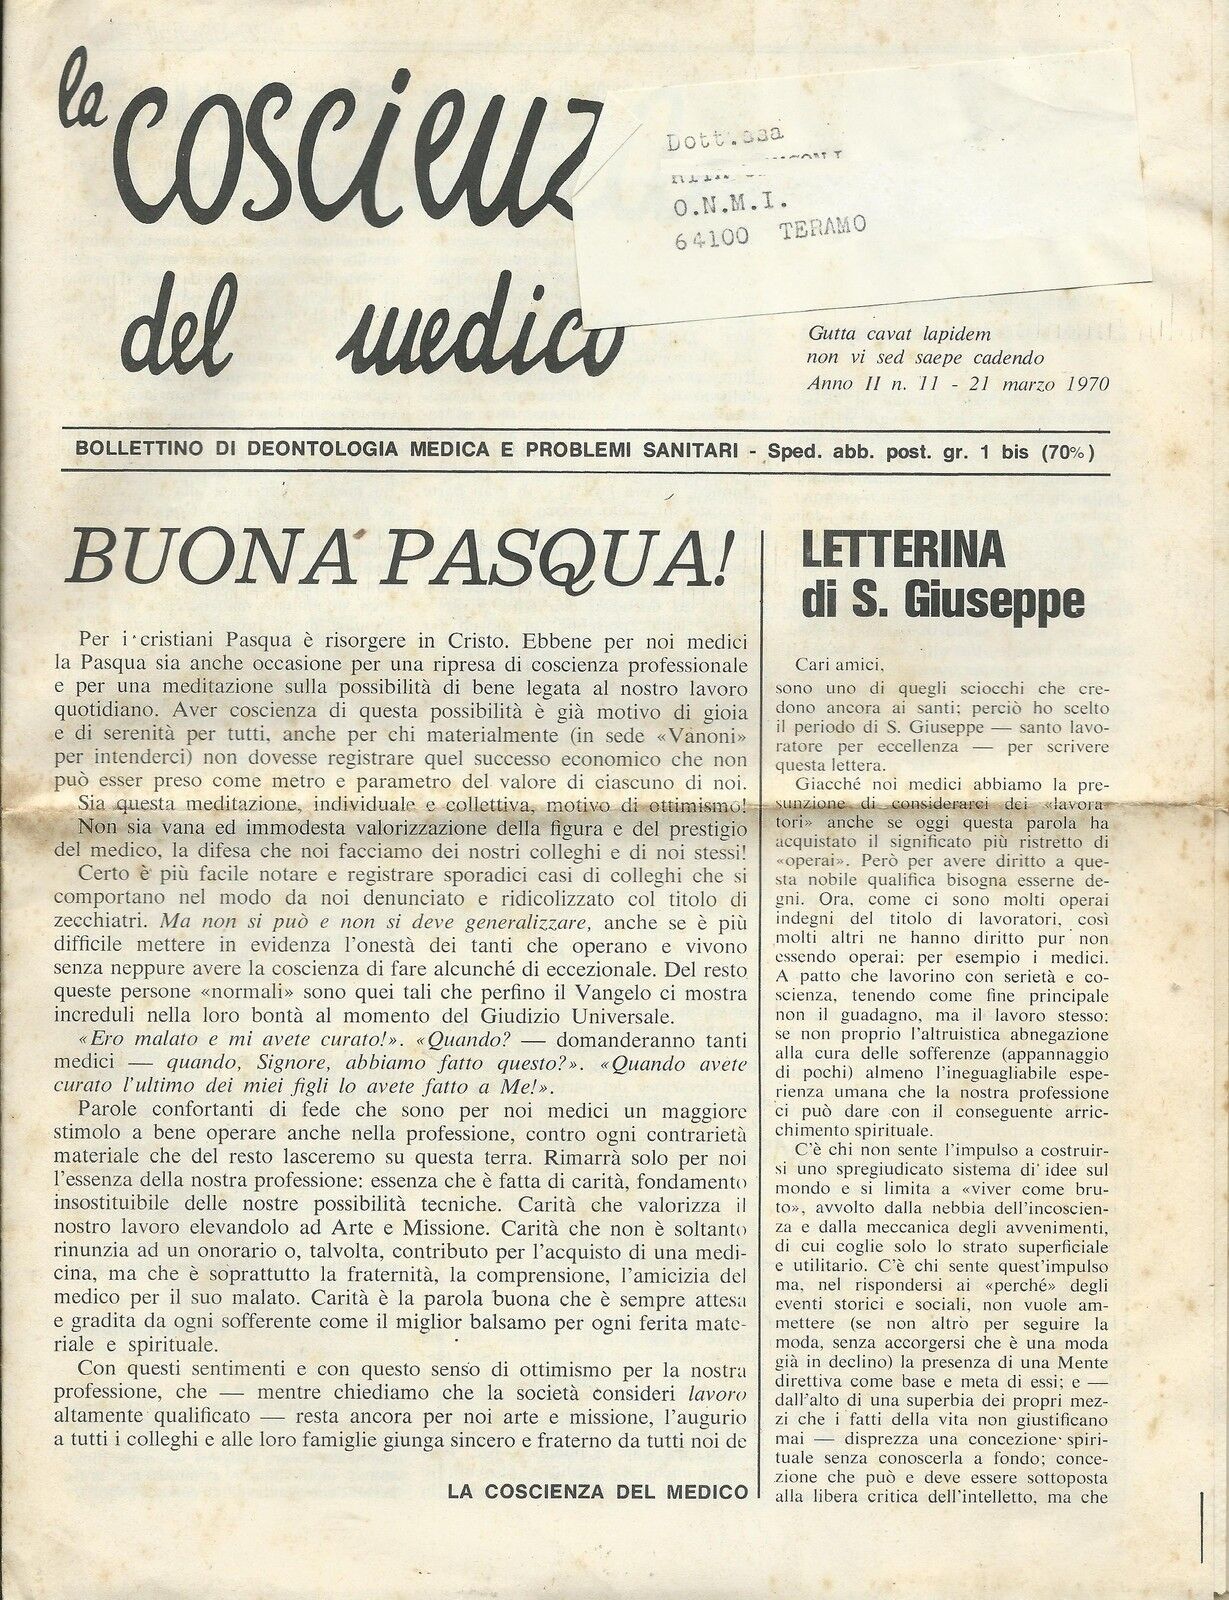 la coscienz
del medico
Dott.ssa
O.N.M.I.
64100 TERAMO
Gutta cavat lapidem
non vi sed saepe cadendo
Anno II n. 11 - 21 marzo 1970
BOLLETTINO DI DEONTOLOGIA MEDICA E PROBLEMI SANITARI - Sped. abb. post. gr. 1 bis (70%)
BUONA PASQUA!
Per i cristiani Pasqua è risorgere in Cristo. Ebbene per noi medici
la Pasqua sia anche occasione per una ripresa di coscienza professionale
e per una meditazione sulla possibilità di bene legata al nostro lavoro
quotidiano. Aver coscienza di questa possibilità è già motivo di gioia
e di serenità per tutti, anche per chi materialmente (in sede «Vanoni»
per intenderci) non dovesse registrare quel successo economico che non
può esser preso come metro e parametro del valore di ciascuno di noi.
Sia questa meditazione, individuale e collettiva, motivo di ottimismo!
Non sia vana ed immodesta valorizzazione della figura e del prestigio
del medico, la difesa che noi facciamo dei nostri colleghi e di noi stessi!
Certo è più facile notare e registrare sporadici casi di colleghi che si
comportano nel modo da noi denunciato e ridicolizzato col titolo di
zecchiatri. Ma non si può e non si deve generalizzare, anche se è più
difficile mettere in evidenza l'onestà dei tanti che operano e vivono
senza neppure avere la coscienza di fare alcunché di eccezionale. Del resto
queste persone «normali» sono quei tali che perfino il Vangelo ci mostra
increduli nella loro bontà al momento del Giudizio Universale.
«Ero malato e mi avete curato!». «Quando? — domanderanno tanti
medici — quando, Signore, abbiamo fatto questo?». «Quando avete
curato l'ultimo dei miei figli lo avete fatto a Me!».
Parole confortanti di fede che sono per noi medici un maggiore
stimolo a bene operare anche nella professione, contro ogni contrarietà
materiale che del resto lasceremo su questa terra. Rimarrà solo per noi
l'essenza della nostra professione: essenza che è fatta di carità, fondamento
insostituibile delle nostre possibilità tecniche. Carità che valorizza il
nostro lavoro elevandolo ad Arte e Missione. Carità che non è soltanto
rinunzia ad un onorario o, talvolta, contributo per l'acquisto di una medi-
cina, ma che è soprattutto la fraternità, la comprensione, l'amicizia del
medico per il suo malato. Carità è la parola buona che è sempre attesa
e gradita da ogni sofferente come il miglior balsamo per ogni ferita mate-
riale e spirituale.
Con questi sentimenti e con questo senso di ottimismo per la nostra
professione, che — mentre chiediamo che la società consideri lavoro
altamente qualificato — resta ancora per noi arte e missione, l'augurio
a tutti i colleghi e alle loro famiglie giunga sincero e fraterno da tutti noi de
LA COSCIENZA DEL MEDICO
LETTERINA
di S. Giuseppe
Cari amici,
sono uno di quegli sciocchi che cre-
dono ancora ai santi; perciò ho scelto
il periodo di S. Giuseppe — santo lavo-
ratore per eccellenza — per scrivere
questa lettera.
Giacché noi medici abbiamo la pre-
sunzione di considerarci dei «lavora
tori» anche se oggi questa parola ha
acquistato il significato più ristretto di
«operai». Però per avere diritto a que-
sta nobile qualifica bisogna esserne de-
gni. Ora, come ci sono molti operai
indegni del titolo di lavoratori, così
molti altri ne hanno diritto pur non
essendo operai: per esempio i medici.
A patto che lavorino con serietà e co-
scienza, tenendo come fine principale
non il guadagno, ma il lavoro stesso:
se non proprio l'altruistica abnegazione
alla cura delle sofferenze (appannaggio
di pochi) almeno l'ineguagliabile espe-
rienza umana che la nostra professione
ci può dare con il conseguente arric-
chimento spirituale.
C'è chi non sente l'impulso a costruir-
si uno spregiudicato sistema di idee sul
mondo e si limita a «viver come bru-
to», avvolto dalla nebbia dell'incoscien-
za e dalla meccanica degli avvenimenti,
di cui coglie solo lo strato superficiale
e utilitario. C'è chi sente quest'impulso
ma, nel rispondersi ai «perché» degli
eventi storici e sociali, non vuole am-
mettere (se non altro per seguire la
moda, senza accorgersi che è una moda
già in declino) la presenza di una Mente
direttiva come base e meta di essi; e —
dall'alto di una superbia dei propri mez-
zi che i fatti della vita non giustificano
mai — disprezza una concezione spiri-
tuale senza conoscerla a fondo; conce-
zione che può e deve essere sottoposta
alla libera critica dell'intelletto, ma che